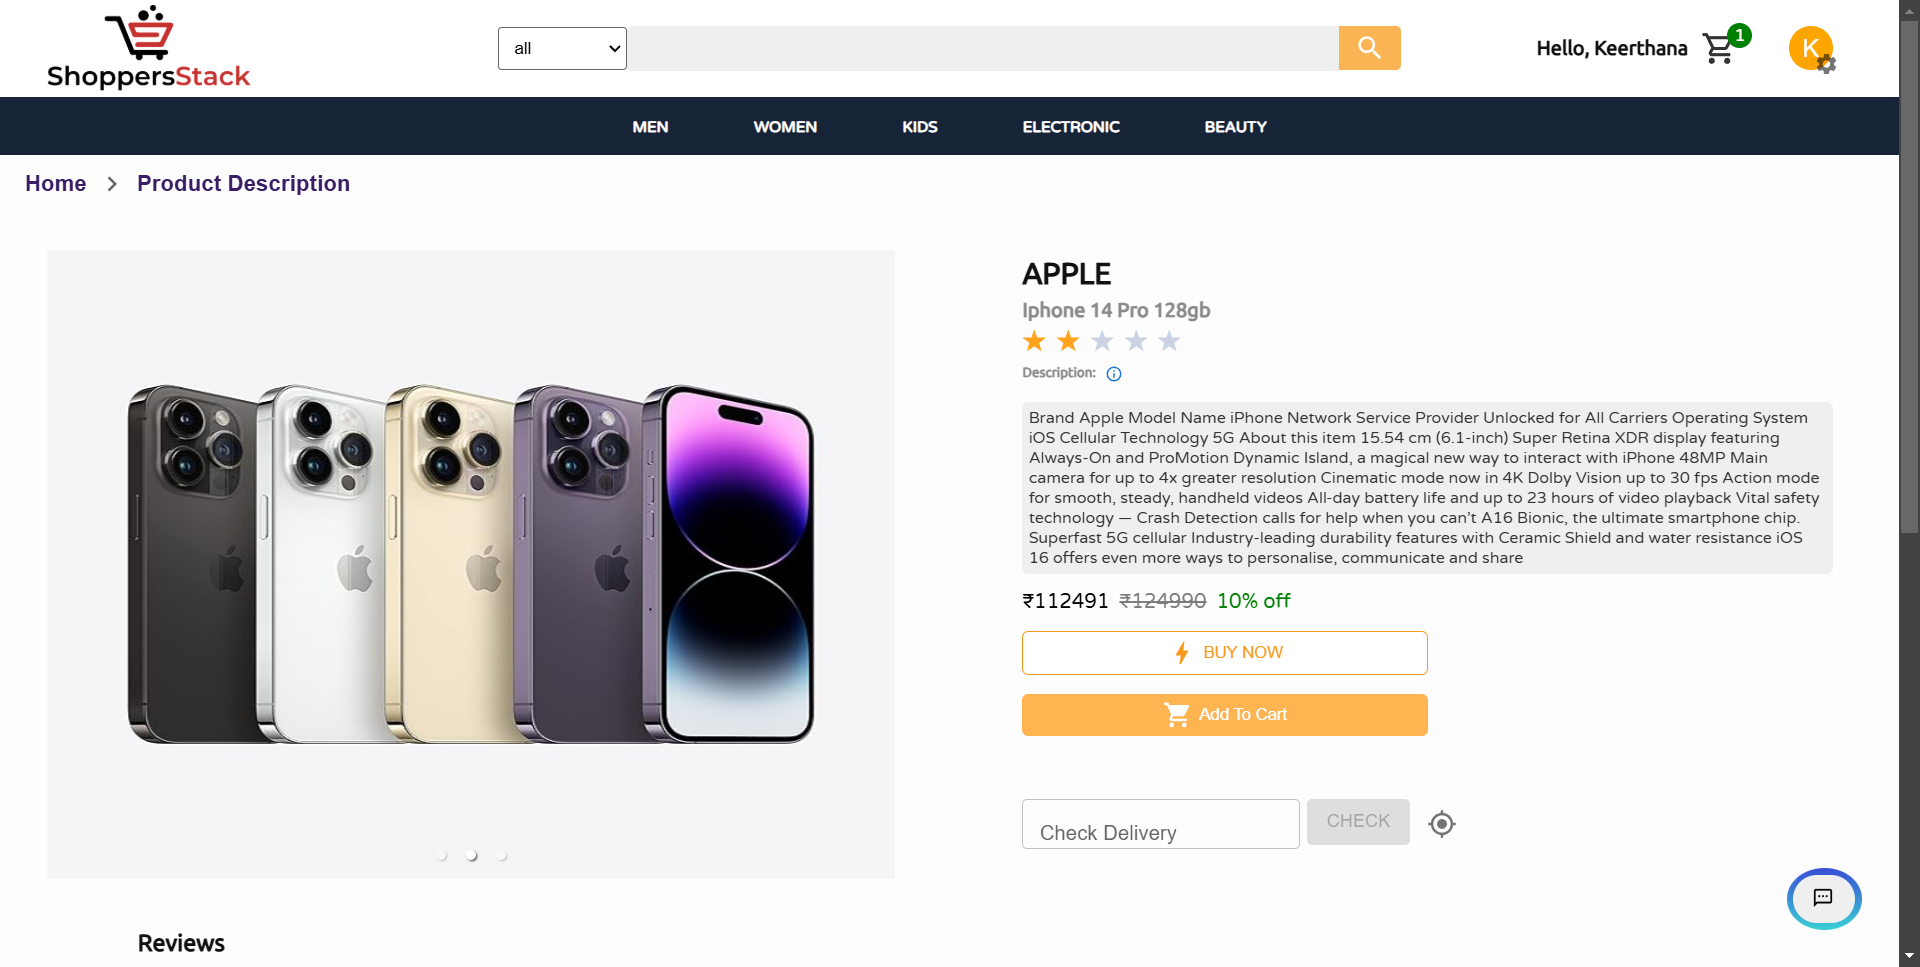 ShoppersStack
all
Hello, Keerthana
1
K
MEN WOMEN KIDS ELECTRONIC BEAUTY
Home > Product Description
APPLE
Iphone 14 Pro 128gb
Description:
Brand Apple Model Name iPhone Network Service Provider Unlocked for All Carriers Operating System
iOS Cellular Technology 5G About this item 15.54 cm (6.1-inch) Super Retina XDR display featuring
Always-On and ProMotion Dynamic Island, a magical new way to interact with iPhone 48MP Main
camera for up to 4x greater resolution Cinematic mode now in 4K Dolby Vision up to 30 fps Action mode
for smooth, steady, handheld videos All-day battery life and up to 23 hours of video playback Vital safety
technology — Crash Detection calls for help when you can’t A16 Bionic, the ultimate smartphone chip.
Superfast 5G cellular Industry-leading durability features with Ceramic Shield and water resistance iOS
16 offers even more ways to personalise, communicate and share
₹112491 ₹124990 10% off
BUY NOW
Add To Cart
Check Delivery CHECK
Reviews